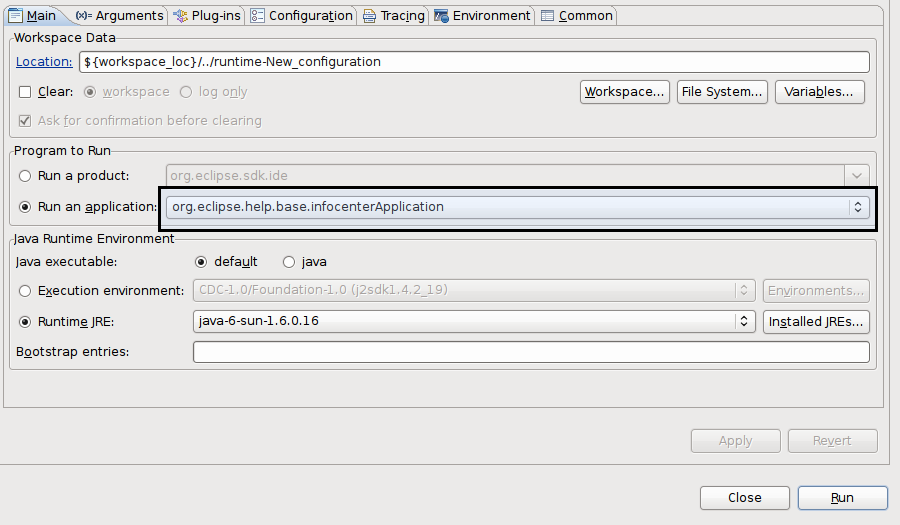 Main (x)= Arguments Plug-ins Configuration Tracing Environment Common
Workspace Data
Location: ${workspace_loc}/../runtime-New_configuration
Clear: workspace log only Workspace... File System... Variables...
Ask for confirmation before clearing
Program to Run
Run a product: org.eclipse.sdk.ide
Run an application: org.eclipse.help.base.infocenterApplication
Java Runtime Environment
Java executable: default java
Execution environment: CDC-1.0/Foundation-1.0 (j2sdk1.4.2_19) Environments...
Runtime JRE: java-6-sun-1.6.0.16 Installed JREs...
Bootstrap entries:
Apply Revert
Close Run